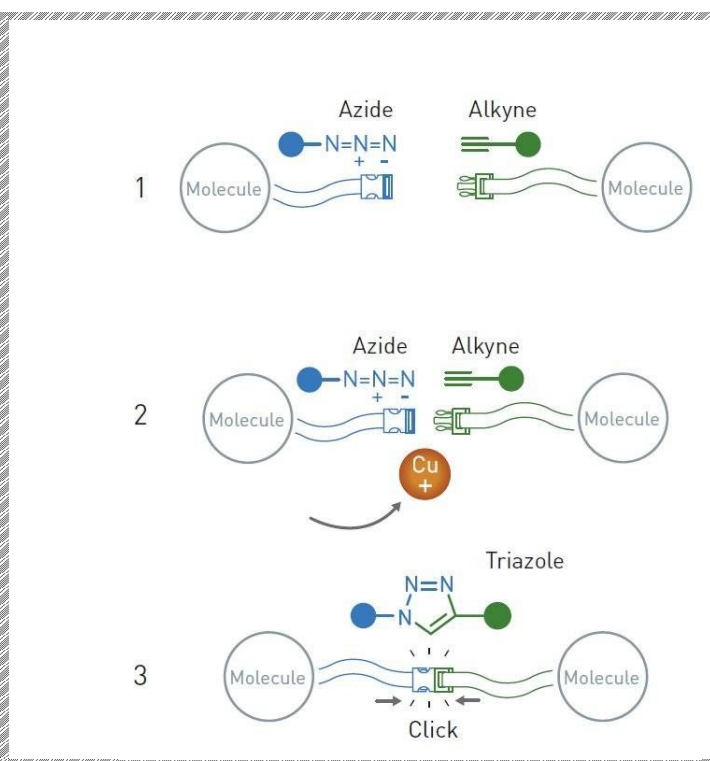 Azide Alkyne
N=N=N
+ -
1 Molecule Molecule
Azide Alkyne
N=N=N
+ -
2 Molecule Molecule
Cu
+
Triazole
N=N
N
3 Molecule Molecule
Click